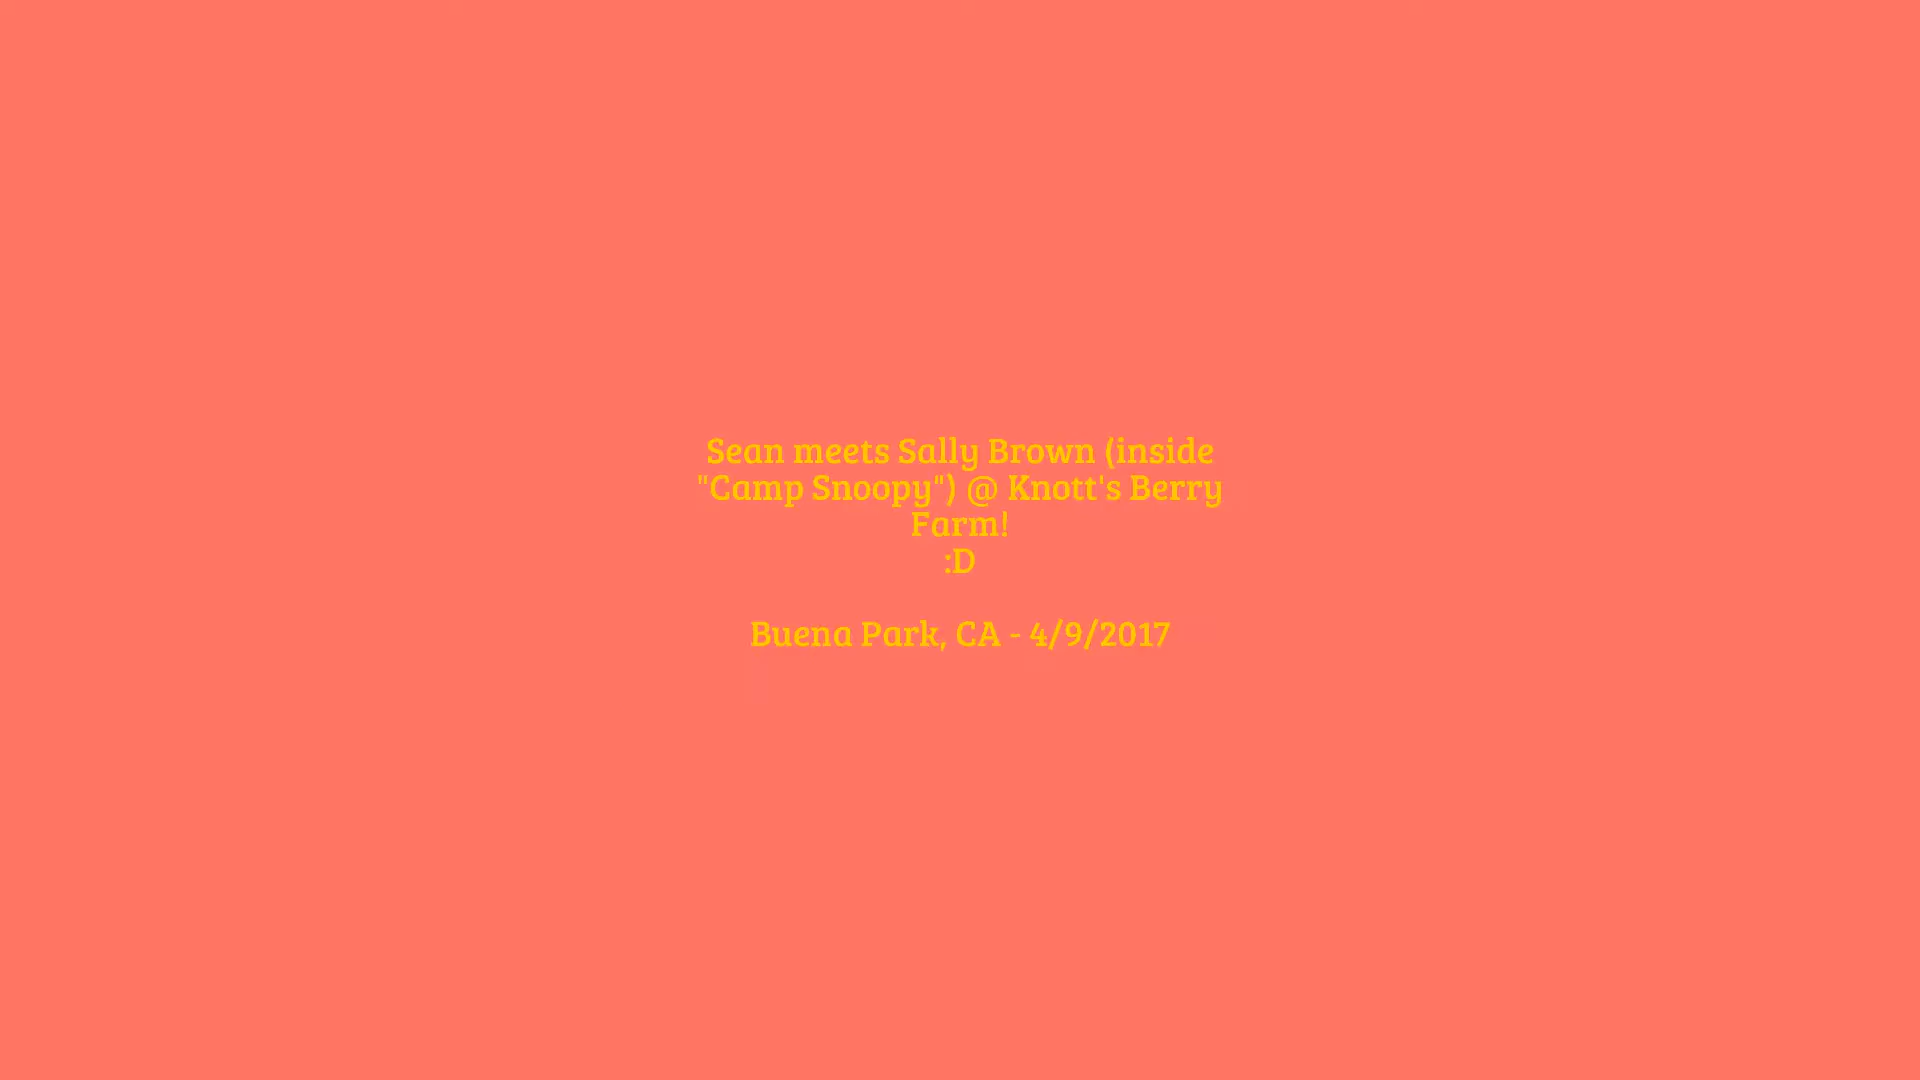 Sean meets Sally Brown (inside
"Camp Snoopy") @ Knott's Berry
Farm!
:D
Buena Park, CA - 4/9/2017